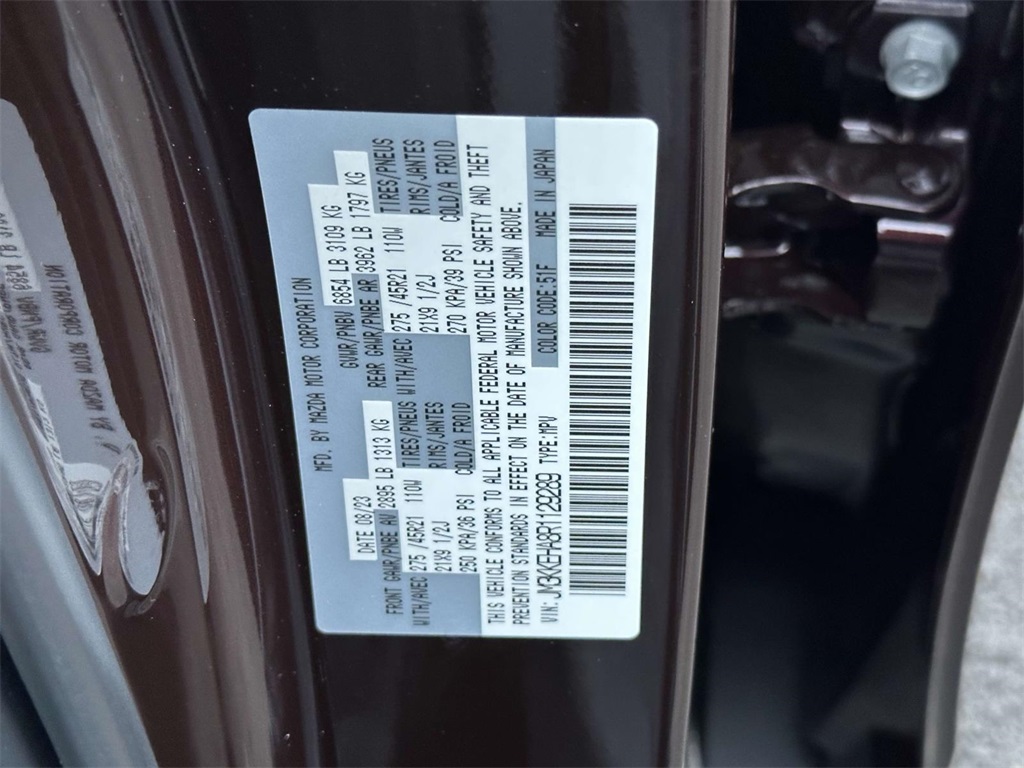 MFD. BY MAZDA MOTOR CORPORATION
DATE 08/23 GVWR/PNBV 6854 LB 3109 KG
FRONT GAWR/PNBE AV 2895 LB 1313 KG REAR GAWR/PNBE AR 3962 LB 1797 KG
WITH/AVEC 275 /45R21 110W TIRES/PNEUS WITH/AVEC 275 /45R21 110W TIRES/PNEUS
21X9 1/2J RIMS/JANTES 21X9 1/2J RIMS/JANTES
250 KPA/36 PSI COLD/A FROID 270 KPA/39 PSI COLD/A FROID
THIS VEHICLE CONFORMS TO ALL APPLICABLE FEDERAL MOTOR VEHICLE SAFETY AND THEFT
PREVENTION STANDARDS IN EFFECT ON THE DATE OF MANUFACTURE SHOWN ABOVE.
VIN: JM3KEHA8R1129289 TYPE:MPV COLOR CODE:51F MADE IN JAPAN